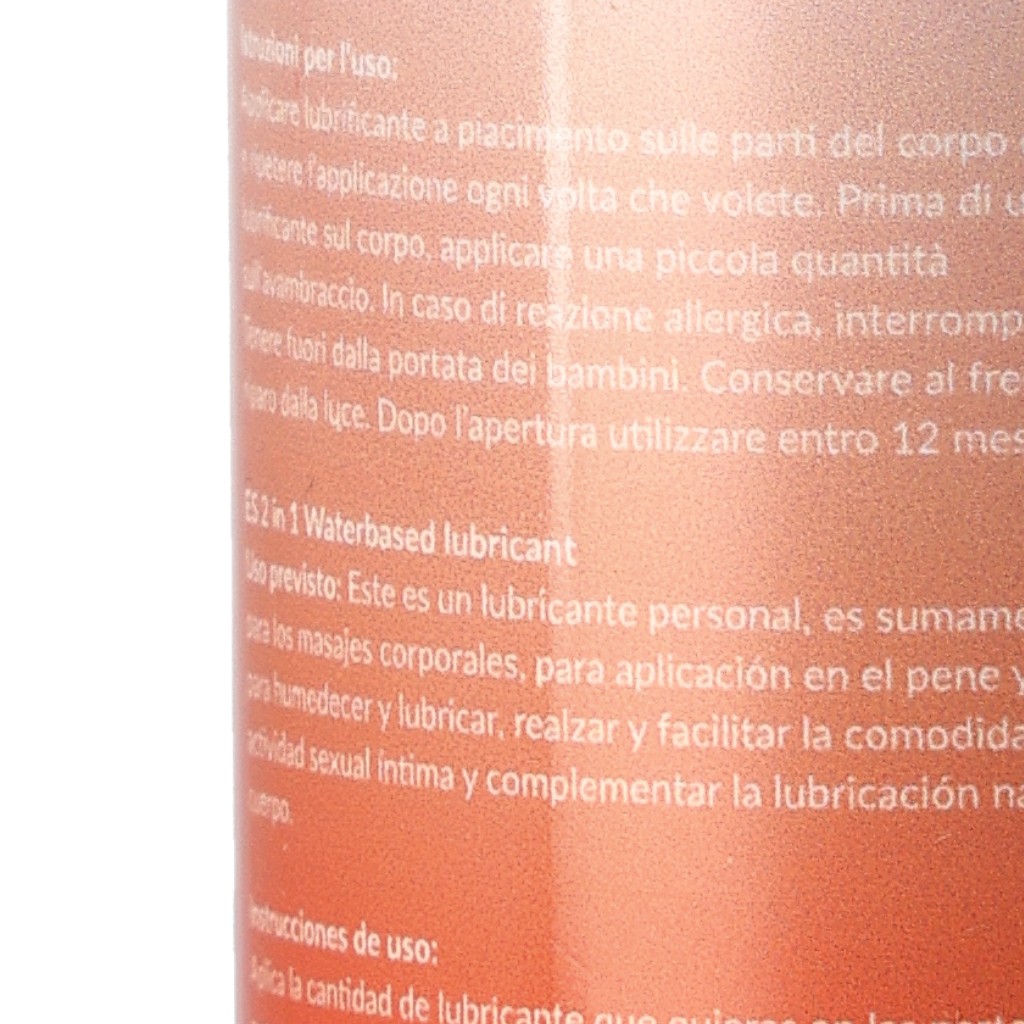 Istruzioni per l'uso:
Applicare lubrificante a piacimento sulle parti del corpo
e ripetere l'applicazione ogni volta che volete. Prima di
lubrificante sul corpo, applicare una piccola quantità
sull'avambraccio. In caso di reazione allergica, interromp
Tenere fuori dalla portata dei bambini. Conservare al fre
riparo dalla luce. Dopo l'apertura utilizzare entro 12 mes
ES 2 in 1 Waterbased lubricant
Uso previsto: Este es un lubricante personal, es sumame
para los masajes corporales, para aplicación en el pene y
para humedecer y lubricar, realzar y facilitar la comodida
actividad sexual íntima y complementar la lubricación na
cuerpo.
Instrucciones de uso:
Aplica la cantidad de lubricante que quieras en las